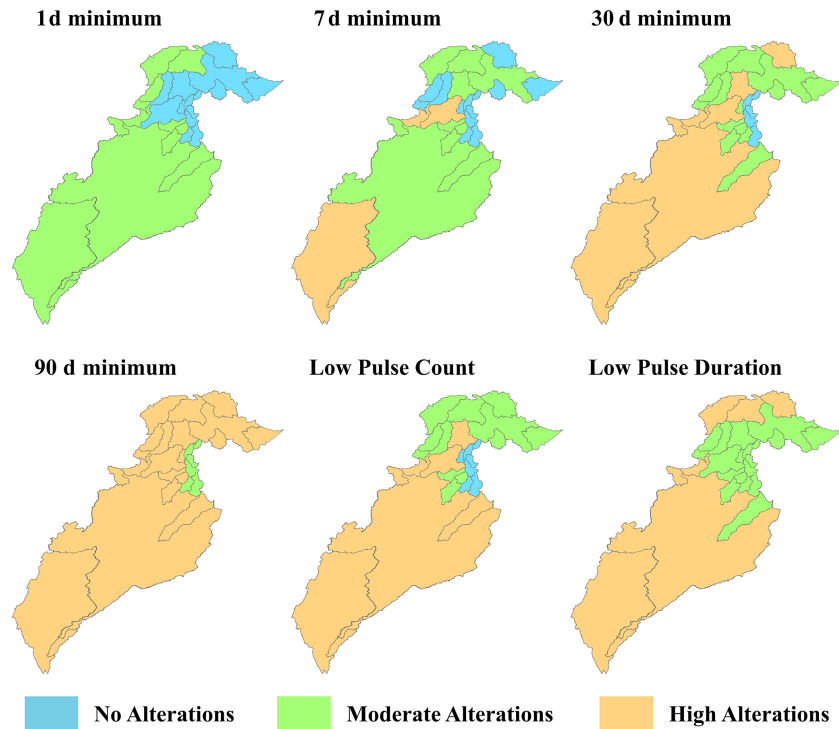 1d minimum
7 d minimum
30 d minimum
90 d minimum
Low Pulse Count
Low Pulse Duration
No Alterations
Moderate Alterations
High Alterations